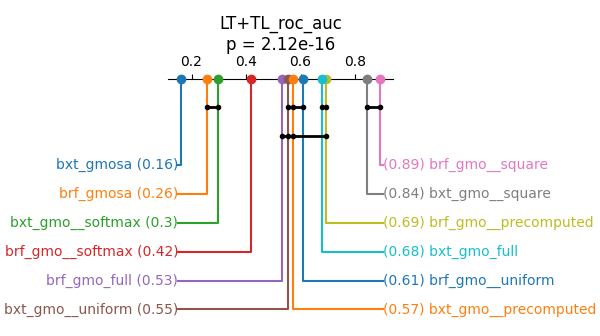 LT+TL_roc_auc
p = 2.12e-16
0.2 0.4 0.6 0.8
bxt_gmosa (0.16) (0.89) brf_gmo__square
brf_gmosa (0.26) (0.84) bxt_gmo__square
bxt_gmo__softmax (0.3) (0.69) brf_gmo__precomputed
brf_gmo__softmax (0.42) (0.68) bxt_gmo_full
brf_gmo_full (0.53) (0.61) brf_gmo__uniform
bxt_gmo__uniform (0.55) (0.57) bxt_gmo__precomputed